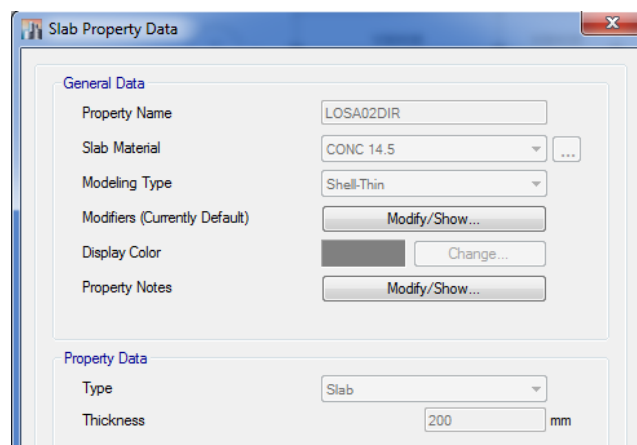 Slab Property Data
General Data
Property Name LOSA02DIR
Slab Material CONC 14.5 ...
Modeling Type Shell-Thin
Modifiers (Currently Default) Modify/Show...
Display Color Change...
Property Notes Modify/Show...
Property Data
Type Slab
Thickness 200 mm